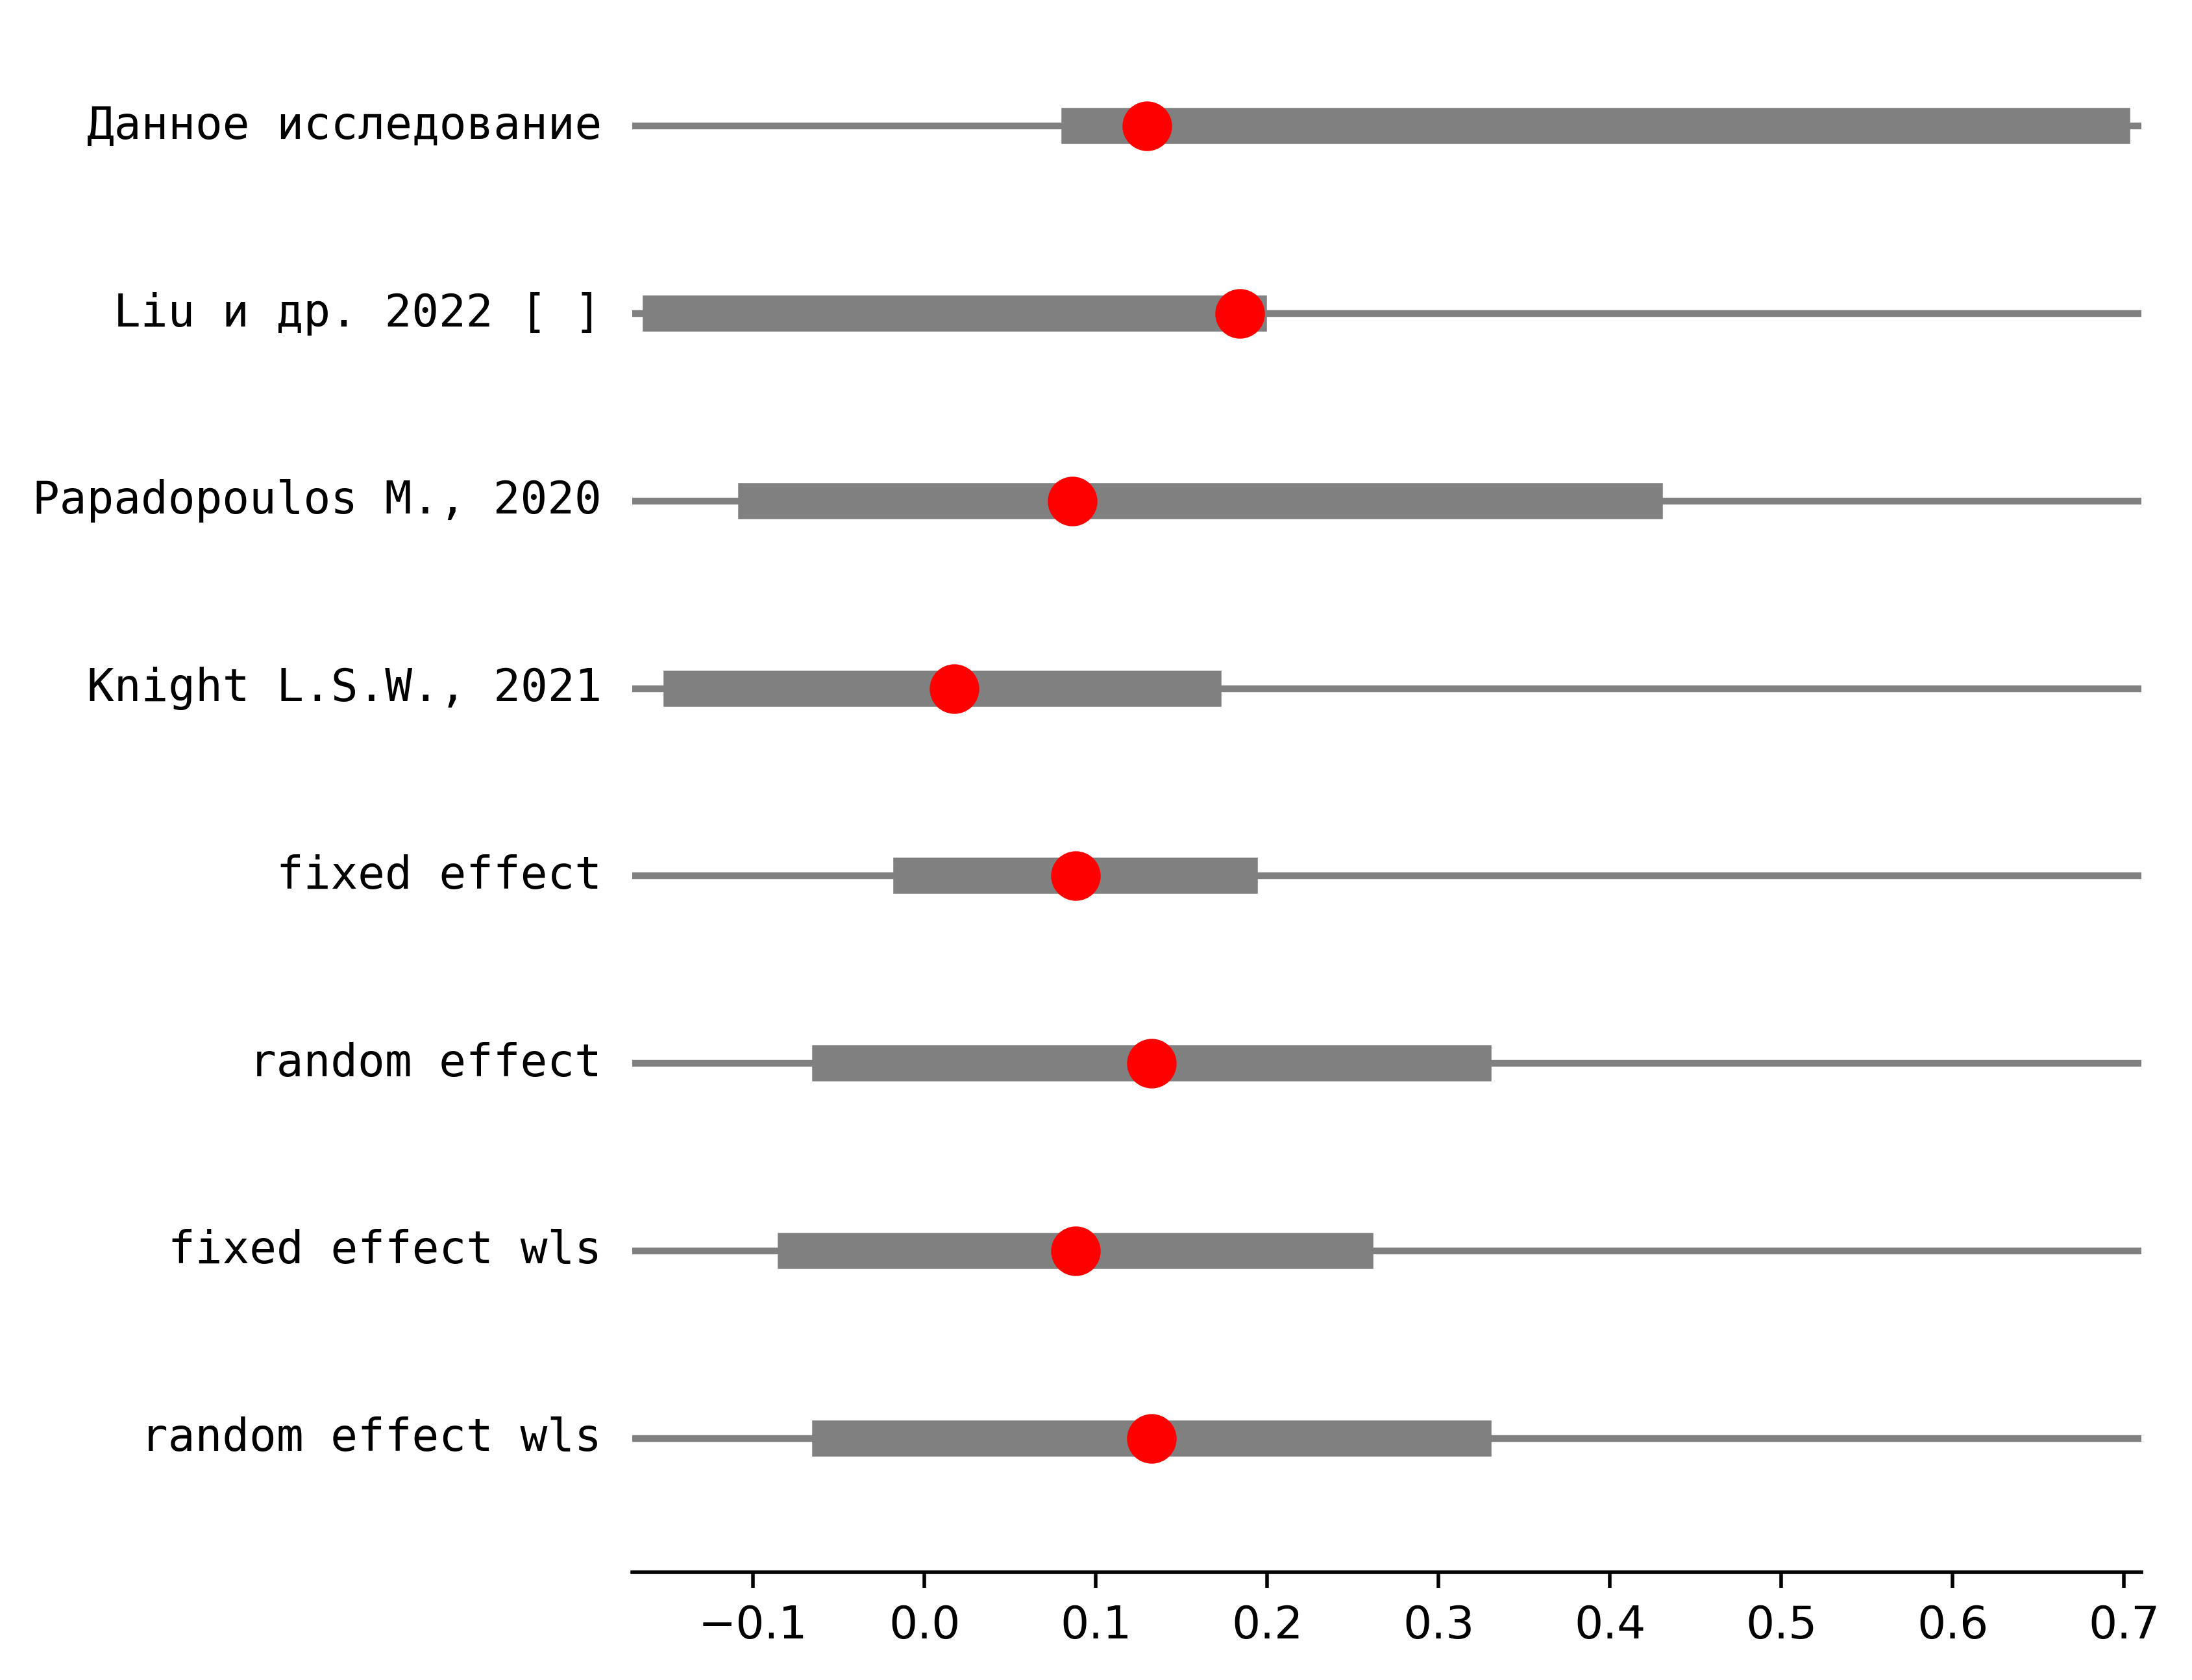 Данное исследование
Liu и др. 2022 [ ]
Papadopoulos M., 2020
Knight L.S.W., 2021
fixed effect
random effect
fixed effect wls
random effect wls
−0.1 0.0 0.1 0.2 0.3 0.4 0.5 0.6 0.7